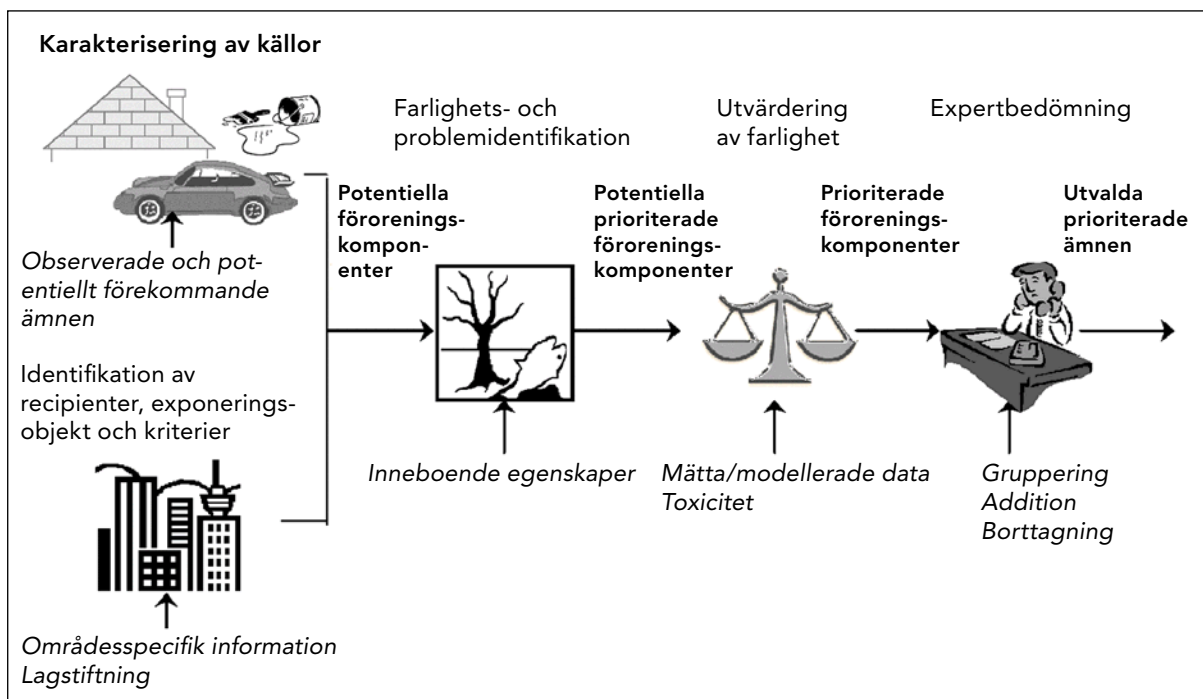 Karakterisering av källor
Farlighets- och
problemidentifikation
Utvärdering
av farlighet
Expertbedömning
Potentiella
förorenings-
kompon-
enter
Potentiella
prioriterade
förorenings-
komponenter
Prioriterade
förorenings-
komponenter
Utvalda
prioriterade
ämnen
Observerade och pot-
entiellt förekommande
ämnen
Identifikation av
recipienter, exponerings-
objekt och kriterier
Inneboende egenskaper
Mätta/modellerade data
Toxicitet
Gruppering
Addition
Borttagning
Områdesspecifik information
Lagstiftning